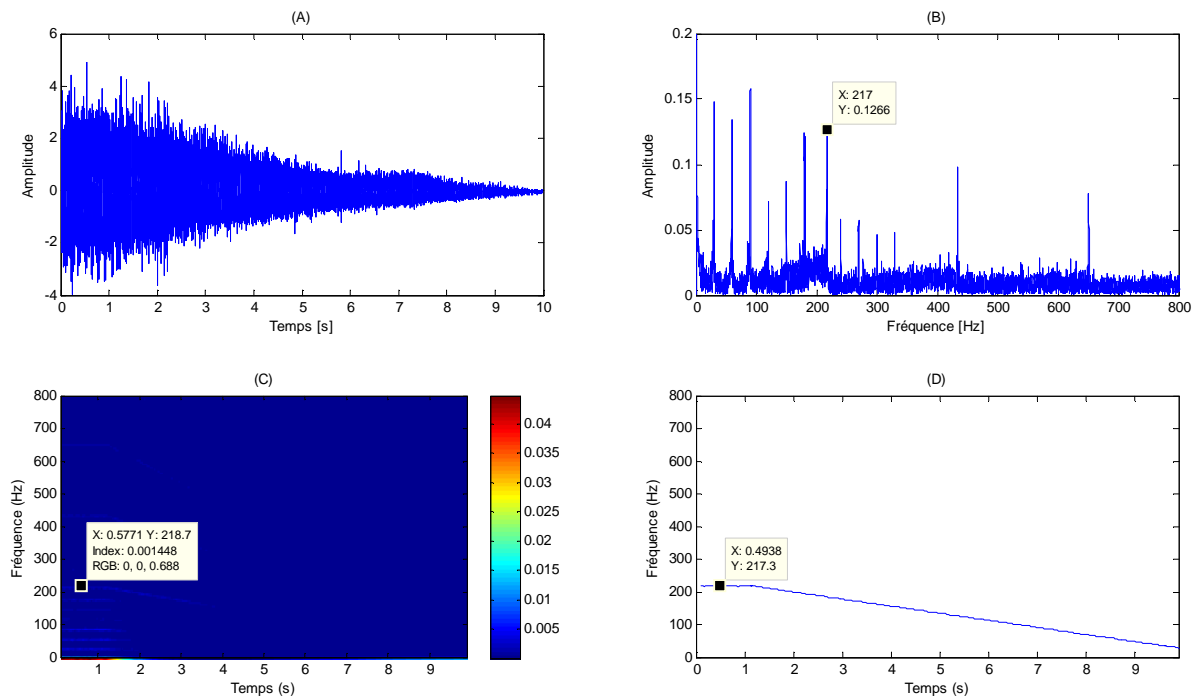 (A)
6
4
2
0
-2
-4
Amplitude
0 1 2 3 4 5 6 7 8 9 10
Temps [s]
(B)
0.2
0.15
0.1
0.05
0
Amplitude
X: 217
Y: 0.1266
0 100 200 300 400 500 600 700 800
Fréquence [Hz]
(C)
800
700
600
500
400
300
200
100
0
Fréquence (Hz)
X: 0.5771 Y: 218.7
Index: 0.001448
RGB: 0, 0, 0.688
1 2 3 4 5 6 7 8 9
Temps (s)
0.04
0.035
0.03
0.025
0.02
0.015
0.01
0.005
(D)
800
700
600
500
400
300
200
100
0
Fréquence (Hz)
X: 0.4938
Y: 217.3
0 1 2 3 4 5 6 7 8 9
Temps (s)